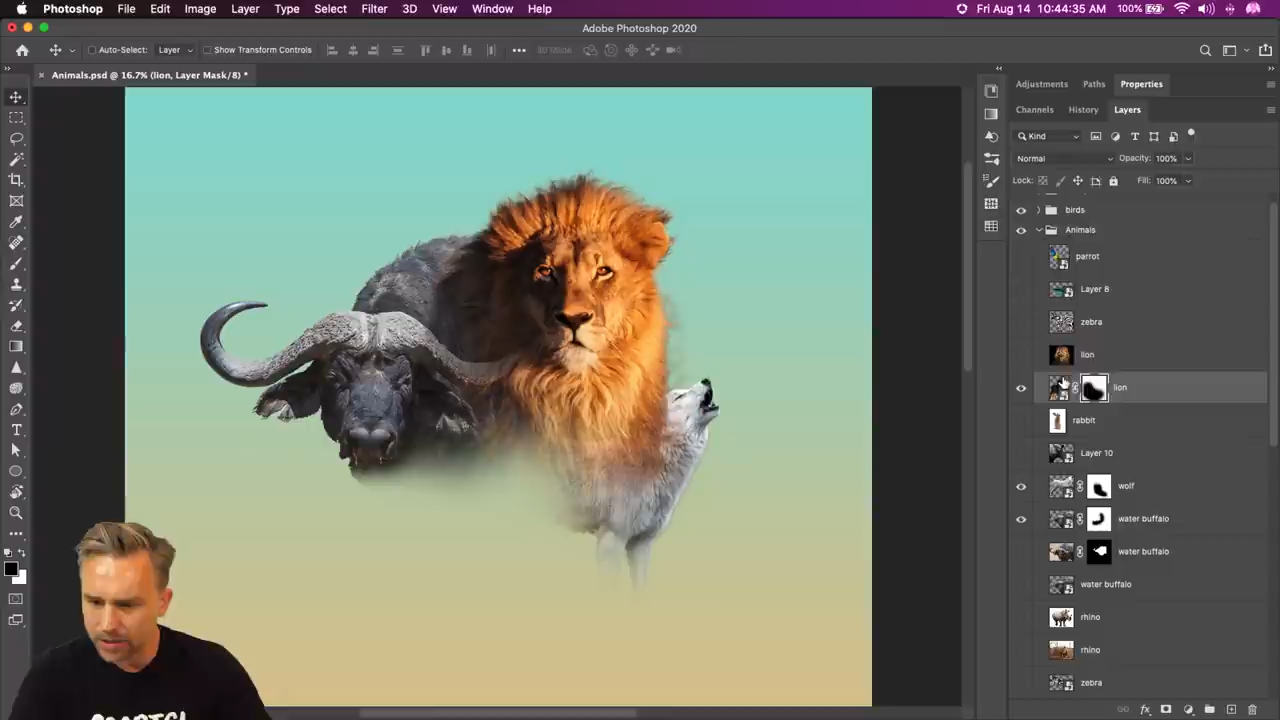 Photoshop File Edit Image Layer Type Select Filter 3D View Window Help 100% Fri Aug 14 10:44:35 AM
Adobe Photoshop 2020
Auto-Select: Layer Show Transform Controls 3D Mode:
Animals.psd @ 16.7% (lion, Layer Mask/8) *
Adjustments Paths Properties
Channels History Layers
Kind
Normal Opacity: 100%
Lock: Fill: 100%
birds
Animals
parrot
Layer 8
zebra
lion
lion
rabbit
Layer 10
wolf
water buffalo
water buffalo
water buffalo
rhino
rhino
zebra